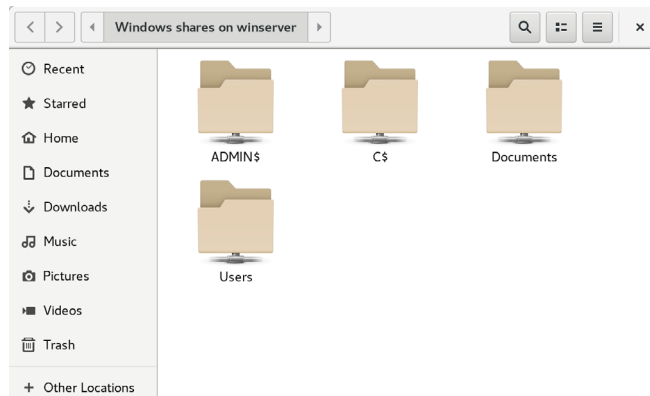 Windows shares on winserver
Recent
Starred
Home
Documents
Downloads
Music
Pictures
Videos
Trash
Other Locations
ADMIN$
C$
Documents
Users